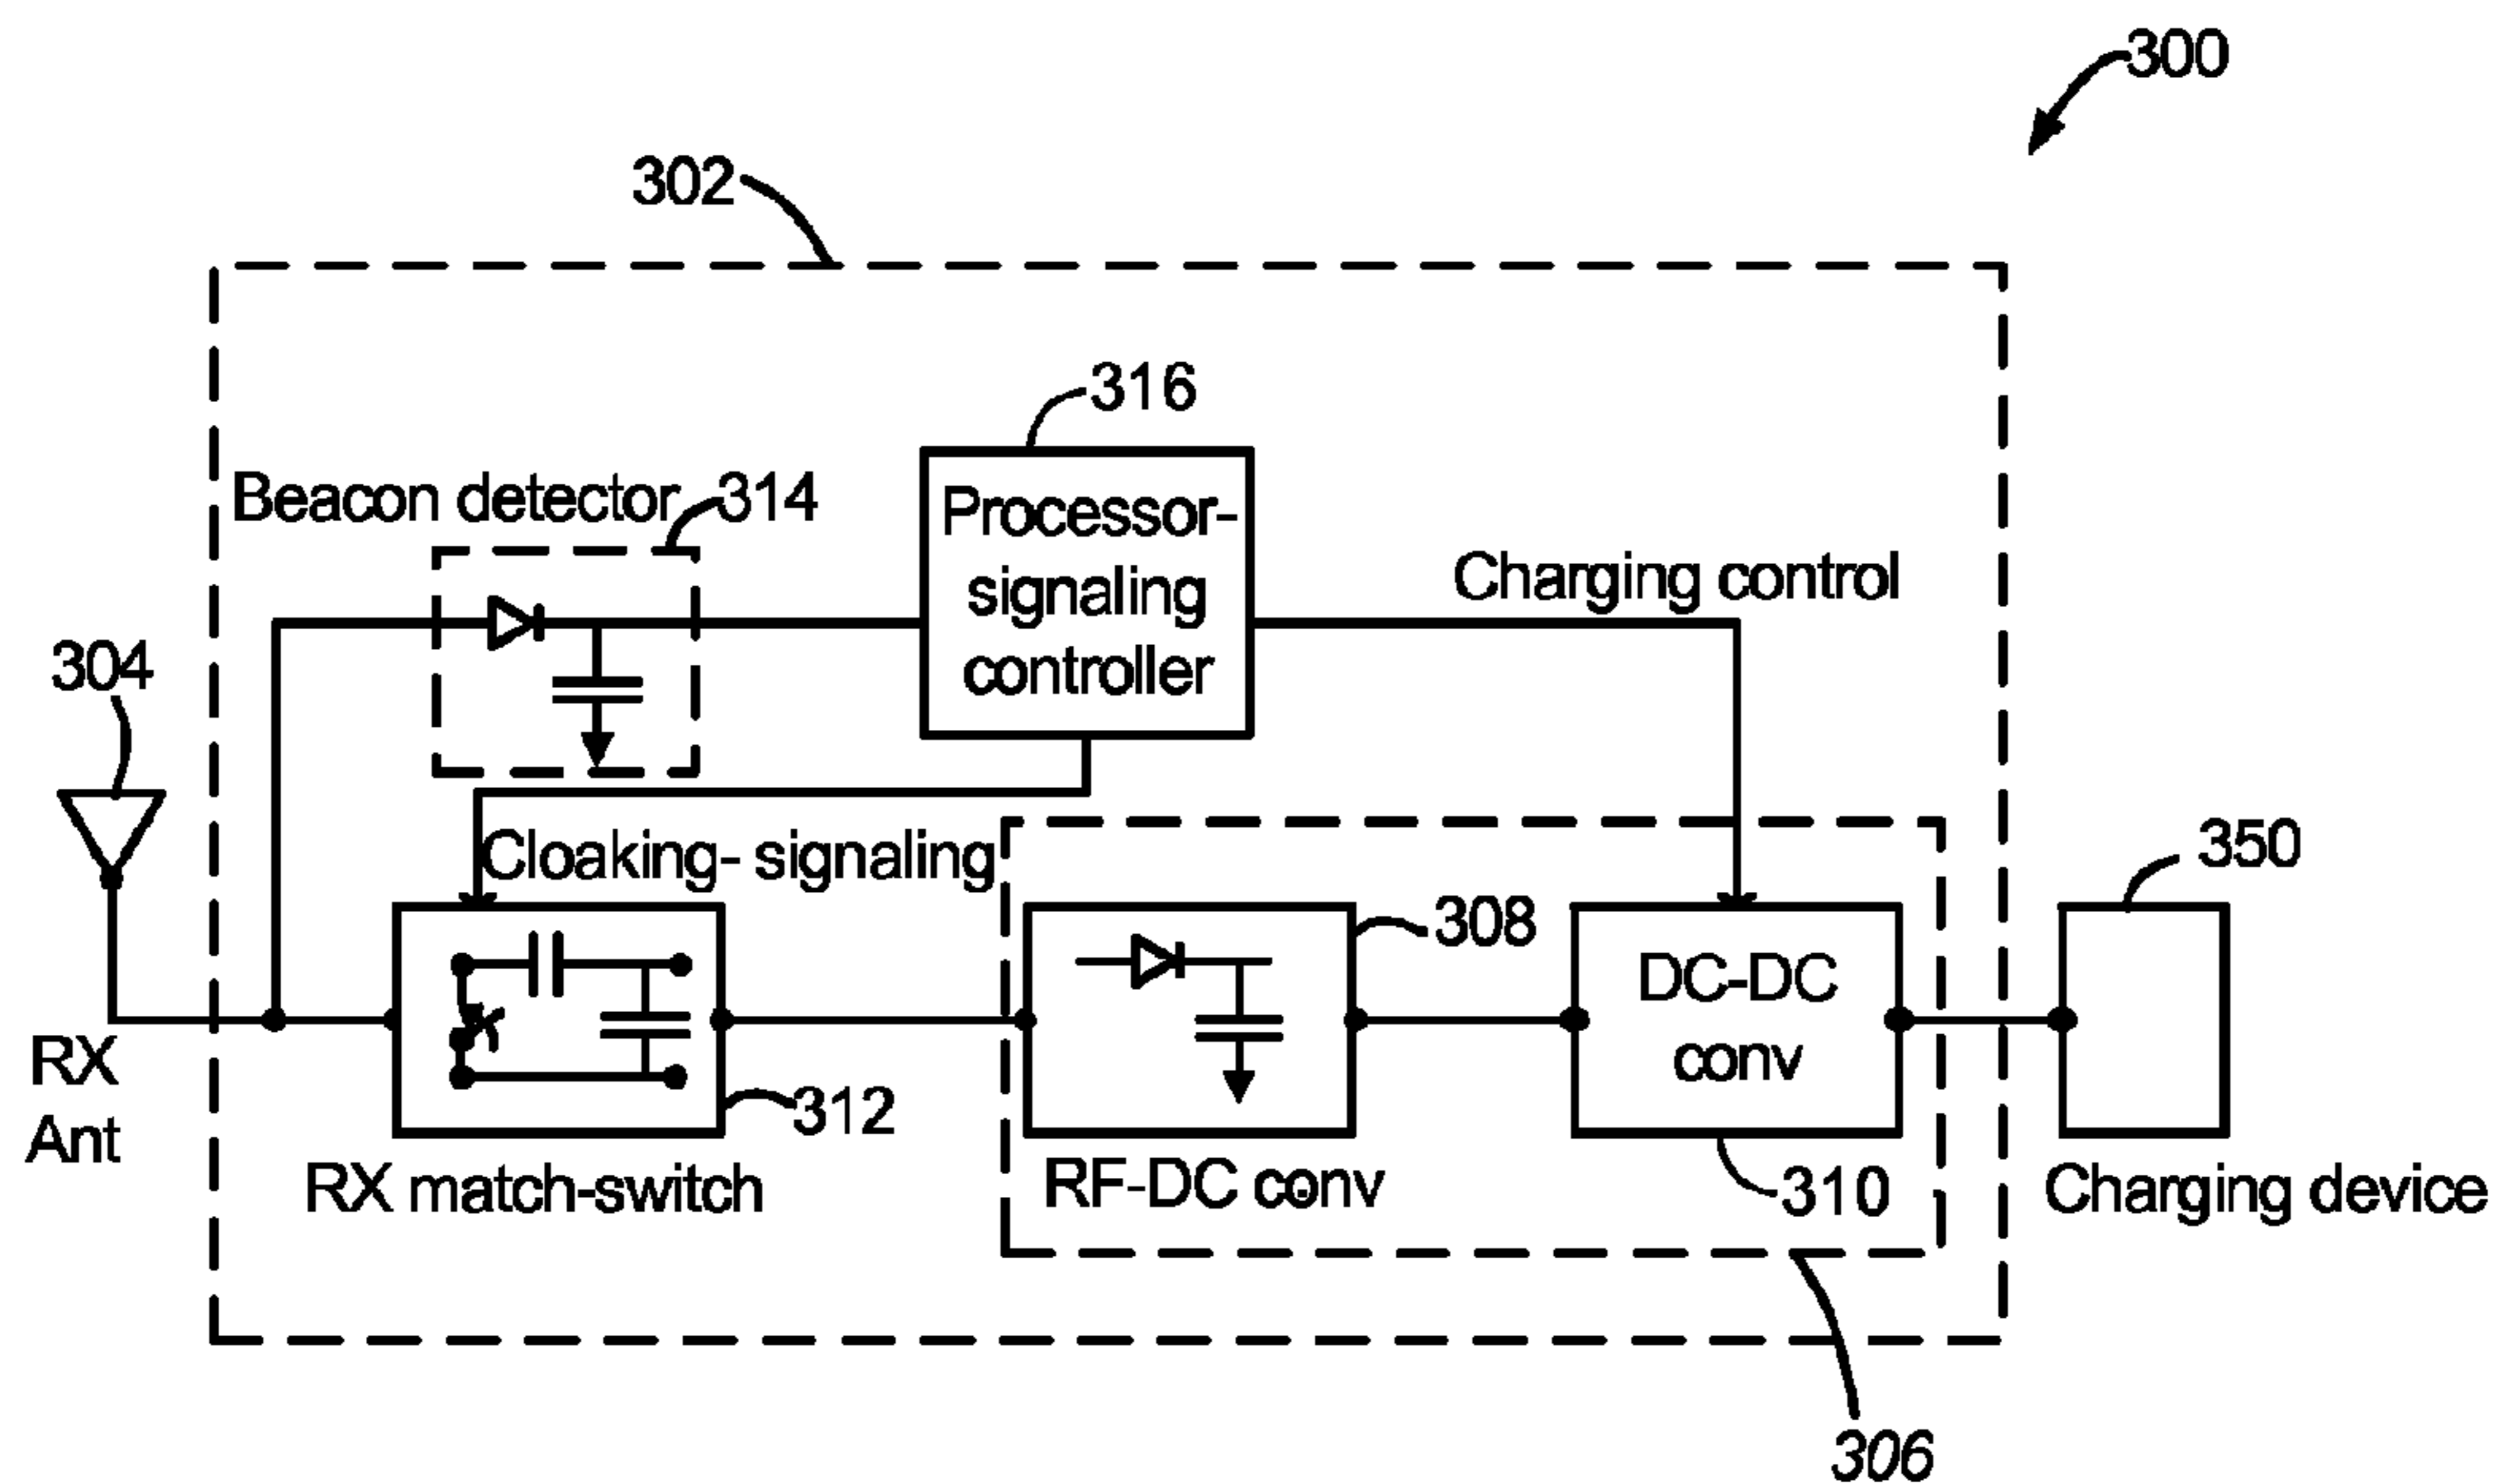 300
302
316
Beacon detector
314
Processor-
signaling
controller
Charging control
304
Cloaking- signaling
350
308
DC-DC
conv
RX
Ant
312
RX match-switch
RF-DC conv
310
Charging device
306